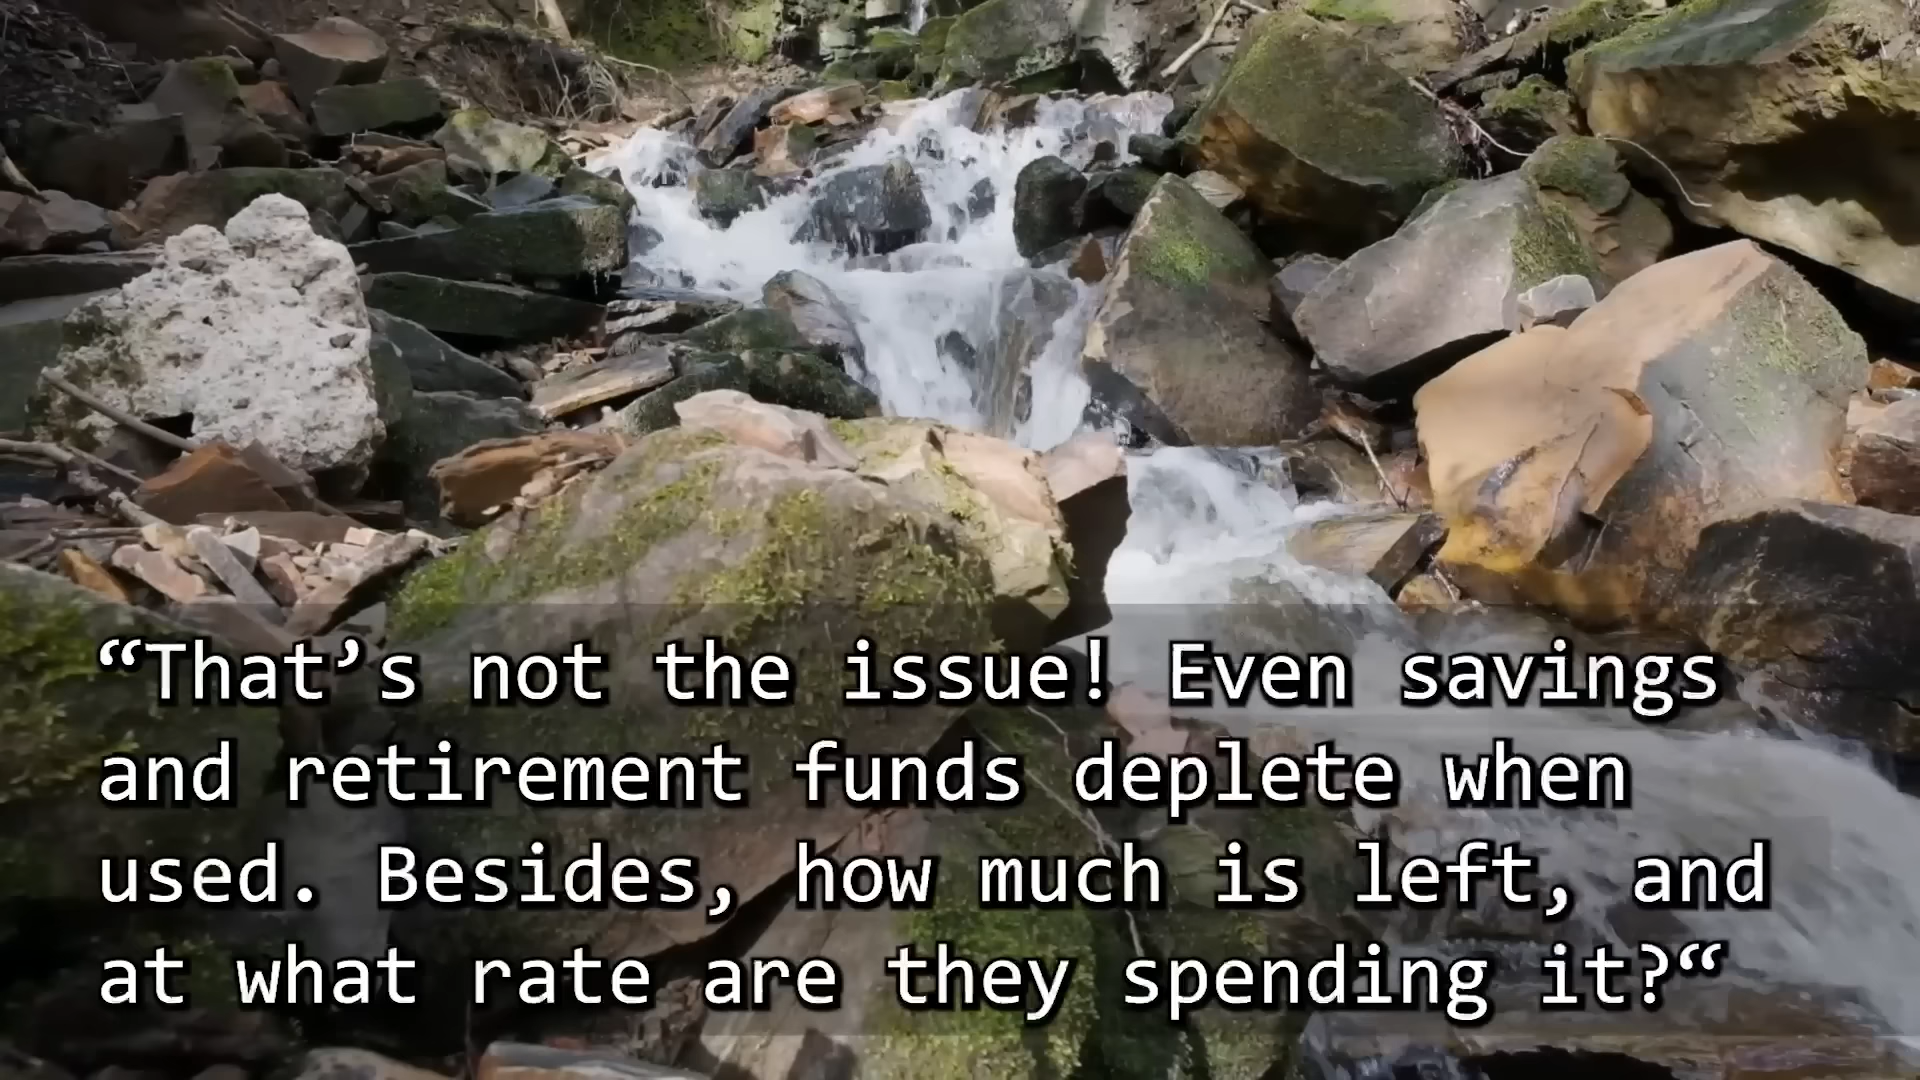 “That’s not the issue! Even savings
and retirement funds deplete when
used. Besides, how much is left, and
at what rate are they spending it?“